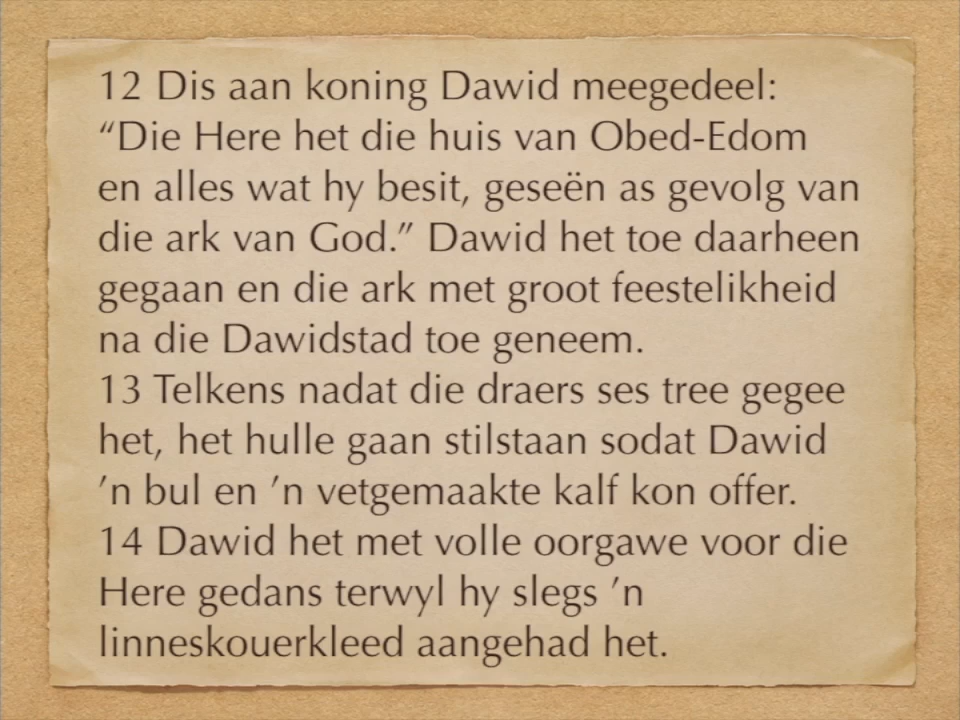 12 Dis aan koning Dawid meegedeel:
“Die Here het die huis van Obed-Edom
en alles wat hy besit, geseën as gevolg van
die ark van God.” Dawid het toe daarheen
gegaan en die ark met groot feestelikheid
na die Dawidstad toe geneem.
13 Telkens nadat die draers ses tree gegee
het, het hulle gaan stilstaan sodat Dawid
’n bul en ’n vetgemaakte kalf kon offer.
14 Dawid het met volle oorgawe voor die
Here gedans terwyl hy slegs ’n
linneskouerkleed aangehad het.